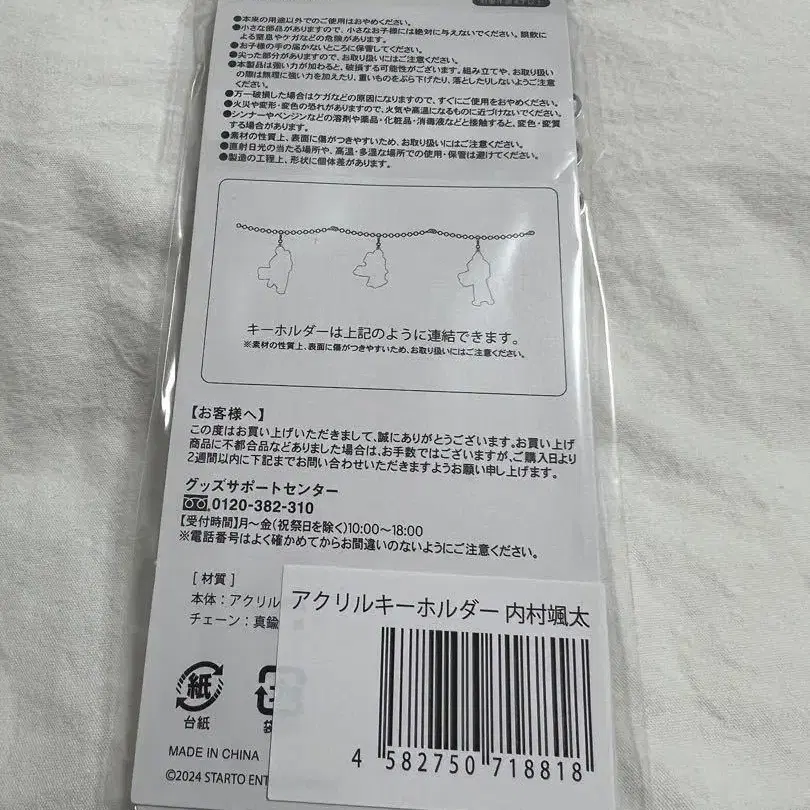 ●本来の用途以外でのご使用はおやめください。
●小さな部品がありますので、小さなお子様には絶対に与えないでください。誤飲に
よる窒息やケガなどの危険があります。
●お子様の手の届かないところに保管してください。
●尖った部分がありますので、お取り扱いにはご注意ください。
●本製品は強い力が加わると、破損する可能性がございます。組み立てや、お取り扱い
の際は無理に強い力を加えたり、重いものをぶら下げたり、落としたりしないようご注意
ください。
●万一破損した場合はケガなどの原因になりますので、すぐにご使用をおやめください。
●火災や変形・変色の恐れがありますので、火気や高温になるものに近づけないでください。
●シンナーやベンジンなどの溶剤や薬品・化粧品・消毒液などと接触すると、変色・変質
する場合があります。
●素材の性質上、表面に傷がつきやすいため、お取り扱いにはご注意ください。
●直射日光の当たる場所や、高温・多湿な場所での使用・保管は避けてください。
●製造の工程上、形状に個体差があります。
キーホルダーは上記のように連結できます。
※素材の性質上、表面に傷がつきやすいため、お取り扱いにはご注意ください。
【お客様へ】
この度はお買い上げいただきまして、誠にありがとうございます。お買い上げ
商品に不都合品などありました場合は、お手数ではございますが、ご購入日より
2週間以内に下記までお問い合わせいただきますようお願い申し上げます。
グッズサポートセンター
0120-382-310
【受付時間】月〜金(祝祭日を除く)10:00〜18:00
※電話番号はよく確かめてからお間違いのないようにご注意ください。
[ 材質 ]
本体：アクリル
チェーン：真鍮
アクリルキーホルダー 内村颯太
紙
台紙
4 582750 718818
MADE IN CHINA
©2024 STARTO ENT